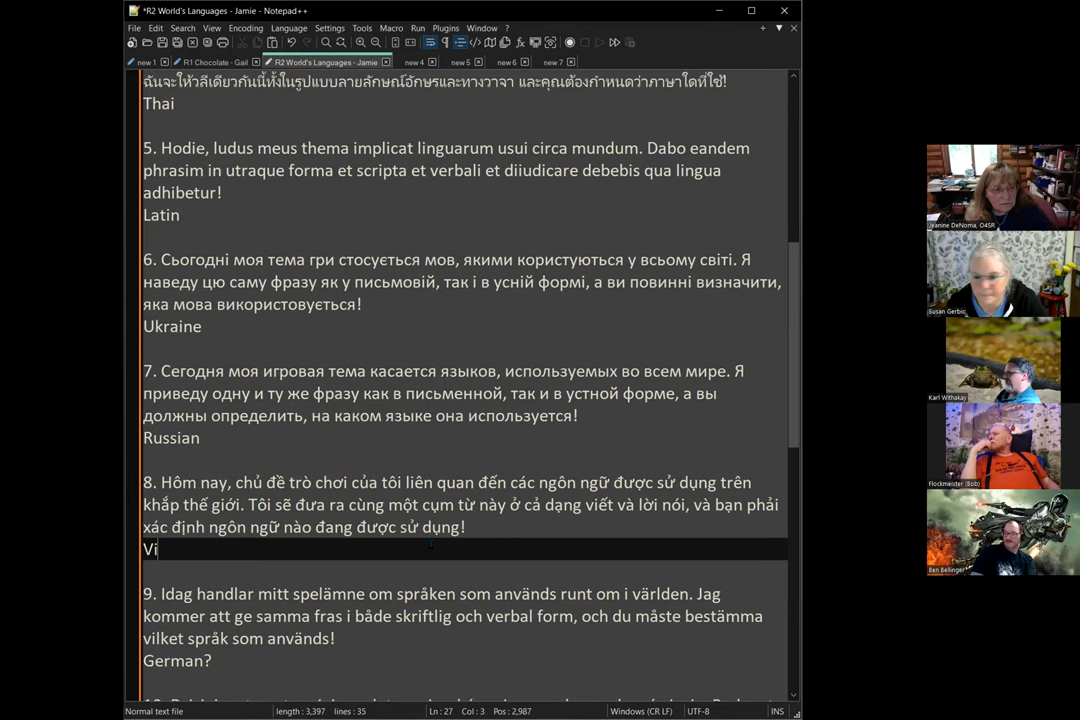 *R2 World's Languages - Jamie - Notepad++
File Edit Search View Encoding Language Settings Tools Macro Run Plugins Window ?
new 1 R1 Chocolate - Gail R2 World's Languages - Jamie new 4 new 5 new 6 new 7
ฉันจะให้วลีเดียวกันนี้ทั้งในรูปแบบลายลักษณ์อักษรและทางวาจา และคุณต้องกำหนดว่าภาษาใดที่ใช้!
Thai
5. Hodie, ludus meus thema implicat linguarum usui circa mundum. Dabo eandem
phrasim in utraque forma et scripta et verbali et diiudicare debebis qua lingua
adhibetur!
Latin
6. Сьогодні моя тема гри стосується мов, якими користуються у всьому світі. Я
наведу цю саму фразу як у письмовій, так і в усній формі, а ви повинні визначити,
яка мова використовується!
Ukraine
7. Сегодня моя игровая тема касается языков, используемых во всем мире. Я
приведу одну и ту же фразу как в письменной, так и в устной форме, а вы
должны определить, на каком языке она используется!
Russian
8. Hôm nay, chủ đề trò chơi của tôi liên quan đến các ngôn ngữ được sử dụng trên
khắp thế giới. Tôi sẽ đưa ra cùng một cụm từ này ở cả dạng viết và lời nói, và bạn phải
xác định ngôn ngữ nào đang được sử dụng!
Vi
9. Idag handlar mitt spelämne om språken som används runt om i världen. Jag
kommer att ge samma fras i både skriftlig och verbal form, och du måste bestämma
vilket språk som används!
German?
Normal text file length : 3,397 lines : 35 Ln : 27 Col : 3 Pos : 2,987 Windows (CR LF) UTF-8 INS
Jeanine DeNoma, O4SR
Susan Gerbic
Karl Withakay
Flockmeister (Bob)
Ben Bellinger